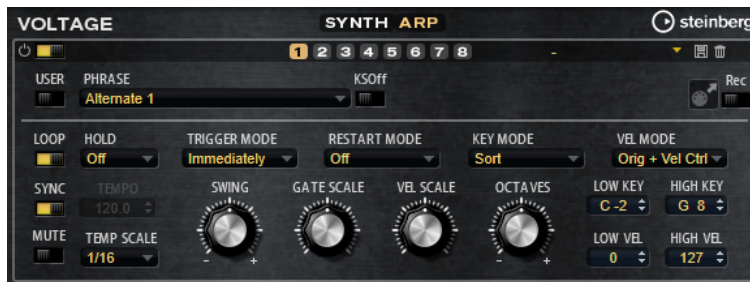 VOLTAGE SYNTH ARP steinberg
1 2 3 4 5 6 7 8 -
USER PHRASE KSOff Rec
Alternate 1
LOOP HOLD TRIGGER MODE RESTART MODE KEY MODE VEL MODE
Off Immediately Off Sort Orig + Vel Ctrl
SYNC TEMPO SWING GATE SCALE VEL SCALE OCTAVES LOW KEY HIGH KEY
120.0 C -2 G 8
MUTE TEMP SCALE LOW VEL HIGH VEL
1/16 - + - + 0 127